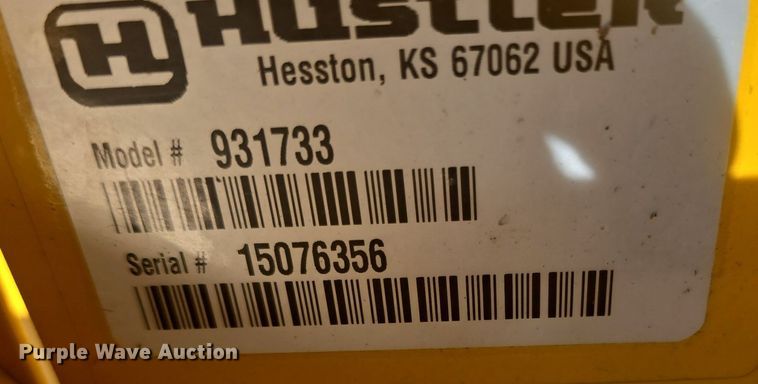 H HUSTLER
Hesston, KS 67062 USA
Model # 931733
Serial # 15076356
Purple Wave Auction